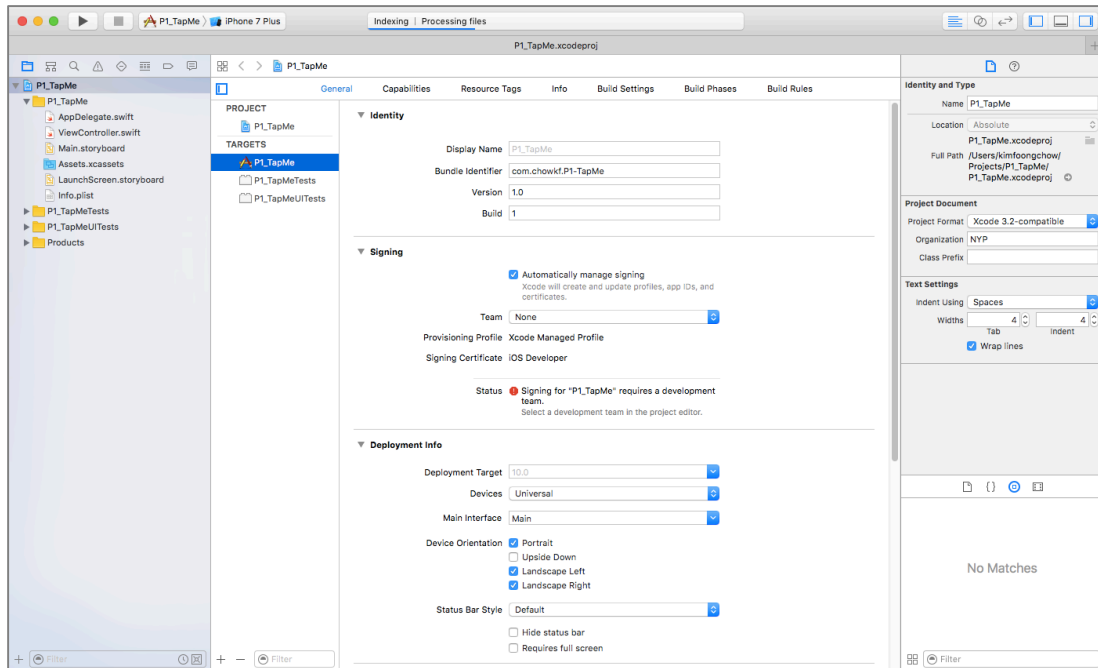 P1_TapMe
iPhone 7 Plus
Indexing | Processing files
P1_TapMe.xcodeproj
P1_TapMe
P1_TapMe
AppDelegate.swift
ViewController.swift
Main.storyboard
Assets.xcassets
LaunchScreen.storyboard
Info.plist
P1_TapMeTests
P1_TapMeUITests
Products
Filter
P1_TapMe
General
Capabilities
Resource Tags
Info
Build Settings
Build Phases
Build Rules
PROJECT
P1_TapMe
TARGETS
P1_TapMe
P1_TapMeTests
P1_TapMeUITests
Filter
Identity
Display Name P1_TapMe
Bundle Identifier com.chowkf.P1-TapMe
Version 1.0
Build 1
Signing
Automatically manage signing
Xcode will create and update profiles, app IDs, and
certificates.
Team None
Provisioning Profile Xcode Managed Profile
Signing Certificate iOS Developer
Status Signing for "P1_TapMe" requires a development
team.
Select a development team in the project editor.
Deployment Info
Deployment Target 10.0
Devices Universal
Main Interface Main
Device Orientation Portrait
Upside Down
Landscape Left
Landscape Right
Status Bar Style Default
Hide status bar
Requires full screen
Identity and Type
Name P1_TapMe
Location Absolute
P1_TapMe.xcodeproj
Full Path /Users/kimfoongchow/
Projects/P1_TapMe/
P1_TapMe.xcodeproj
Project Document
Project Format Xcode 3.2-compatible
Organization NYP
Class Prefix
Text Settings
Indent Using Spaces
Widths 4 4
Tab Indent
Wrap lines
No Matches
Filter